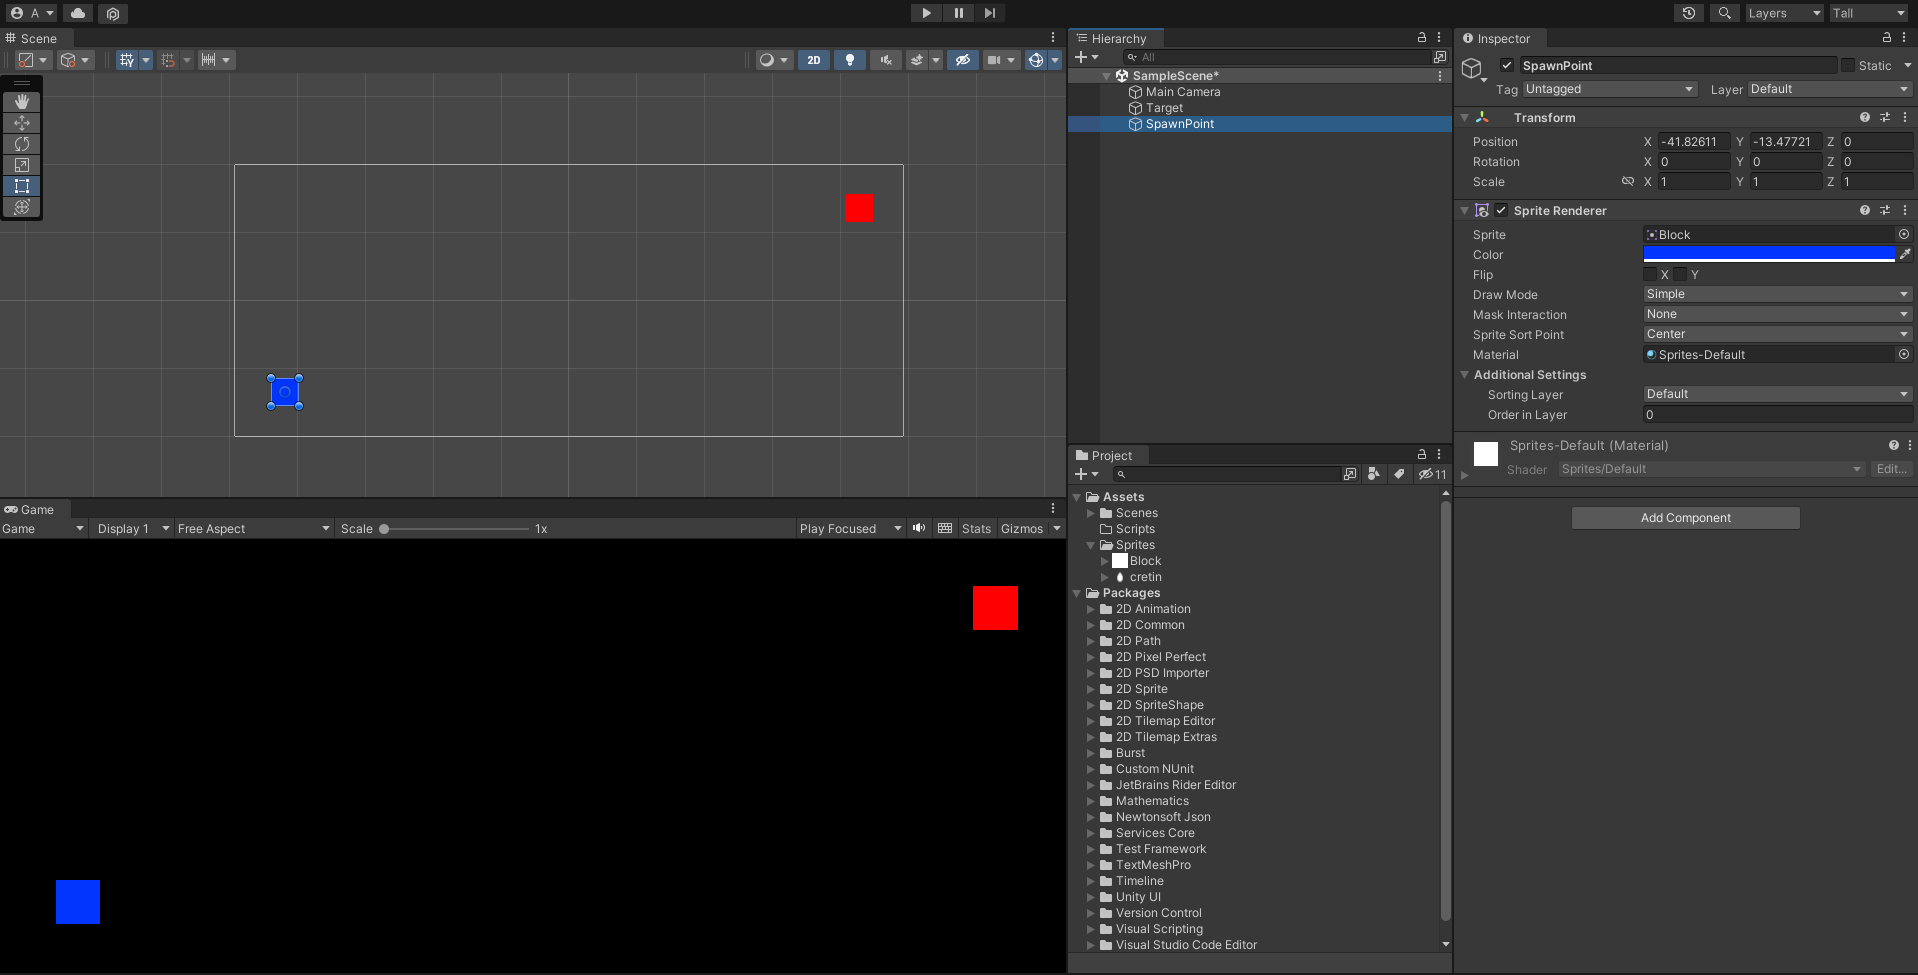 A
Layers
Tall
Scene
2D
Game
Game
Display 1
Free Aspect
Scale
1x
Play Focused
Stats
Gizmos
Hierarchy
All
SampleScene*
Main Camera
Target
SpawnPoint
Project
11
Assets
Scenes
Scripts
Sprites
Block
cretin
Packages
2D Animation
2D Common
2D Path
2D Pixel Perfect
2D PSD Importer
2D Sprite
2D SpriteShape
2D Tilemap Editor
2D Tilemap Extras
Burst
Custom NUnit
JetBrains Rider Editor
Mathematics
Newtonsoft Json
Services Core
Test Framework
TextMeshPro
Timeline
Unity UI
Version Control
Visual Scripting
Visual Studio Code Editor
Inspector
SpawnPoint
Static
Tag Untagged Layer Default
Transform
Position X -41.82611 Y -13.47721 Z 0
Rotation X 0 Y 0 Z 0
Scale X 1 Y 1 Z 1
Sprite Renderer
Sprite Block
Color
Flip X Y
Draw Mode Simple
Mask Interaction None
Sprite Sort Point Center
Material Sprites-Default
Additional Settings
Sorting Layer Default
Order in Layer 0
Sprites-Default (Material)
Shader Sprites/Default Edit...
Add Component